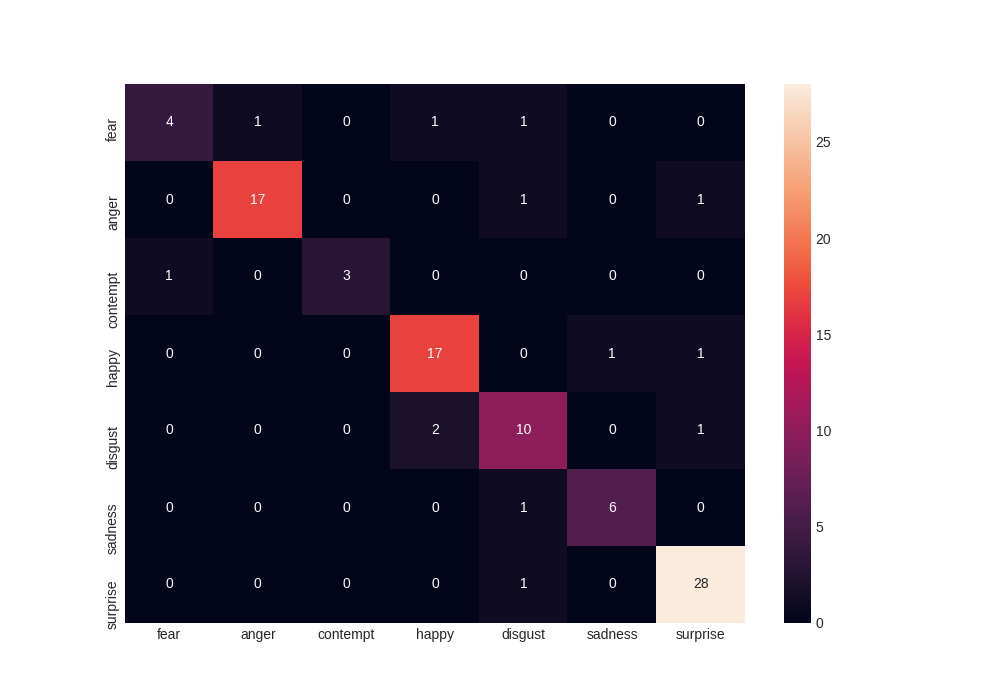 fear 4 1 0 1 1 0 0
anger 0 17 0 0 1 0 1
contempt 1 0 3 0 0 0 0
happy 0 0 0 17 0 1 1
disgust 0 0 0 2 10 0 1
sadness 0 0 0 0 1 6 0
surprise 0 0 0 0 1 0 28
fear anger contempt happy disgust sadness surprise
25
20
15
10
5
0